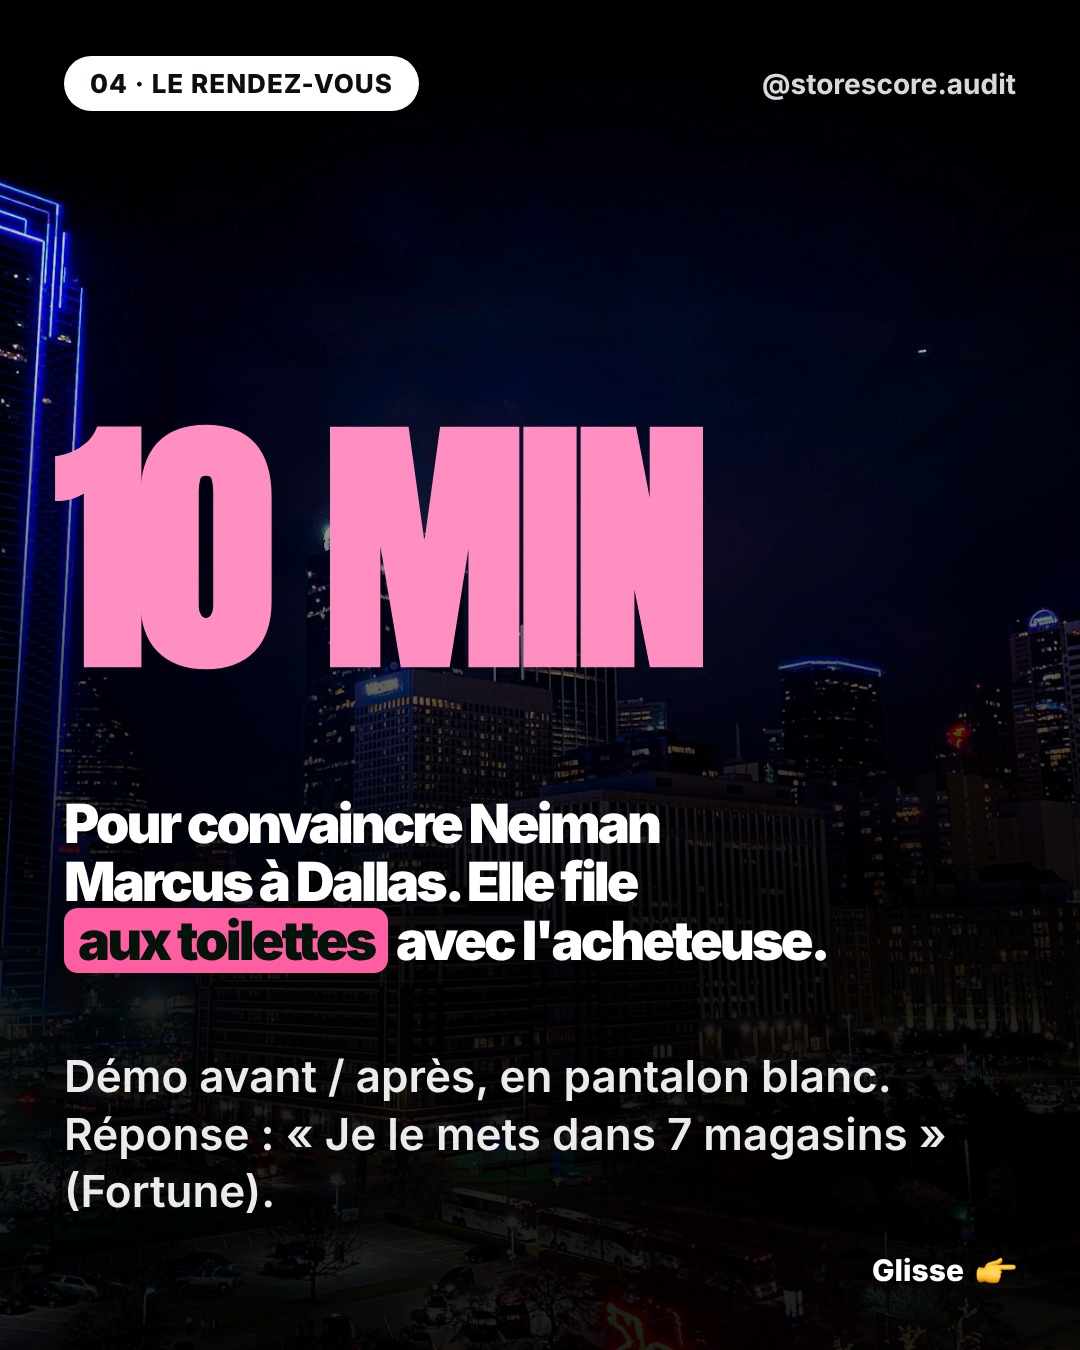 04 · LE RENDEZ-VOUS
@storescore.audit
10 MIN
Pour convaincre Neiman
Marcus à Dallas. Elle file
aux toilettes avec l'acheteuse.
Démo avant / après, en pantalon blanc.
Réponse : « Je le mets dans 7 magasins »
(Fortune).
Glisse 👉